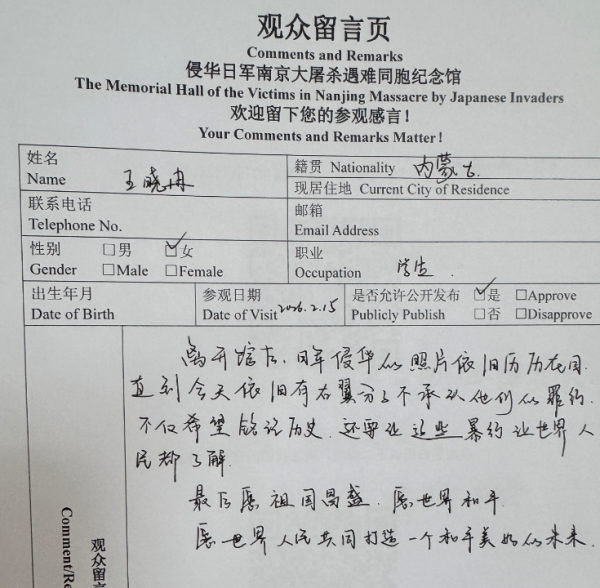 观众留言页
Comments and Remarks
侵华日军南京大屠杀遇难同胞纪念馆
The Memorial Hall of the Victims in Nanjing Massacre by Japanese Invaders
欢迎留下您的参观感言！
Your Comments and Remarks Matter!
姓名
Name 王晓冉
籍贯 Nationality 内蒙古
现居住地 Current City of Residence
联系电话
Telephone No.
邮箱
Email Address
性别 □男 ☑女
Gender □Male □Female
职业
Occupation 学生.
出生年月
Date of Birth
参观日期
Date of Visit 2026.2.15
是否允许公开发布 ☑是 □Approve
Publicly Publish □否 □Disapprove
离开馆后，日军侵华的照片依旧历历在目.
直到今天依旧有右翼分子不承认他们的罪行.
不仅希望铭记历史，还要让这些暴行让世界人
民都了解.
最后愿祖国昌盛，愿世界和平.
愿世界人民共同打造一个和平美好的未来.
观众留言
Comment/Re